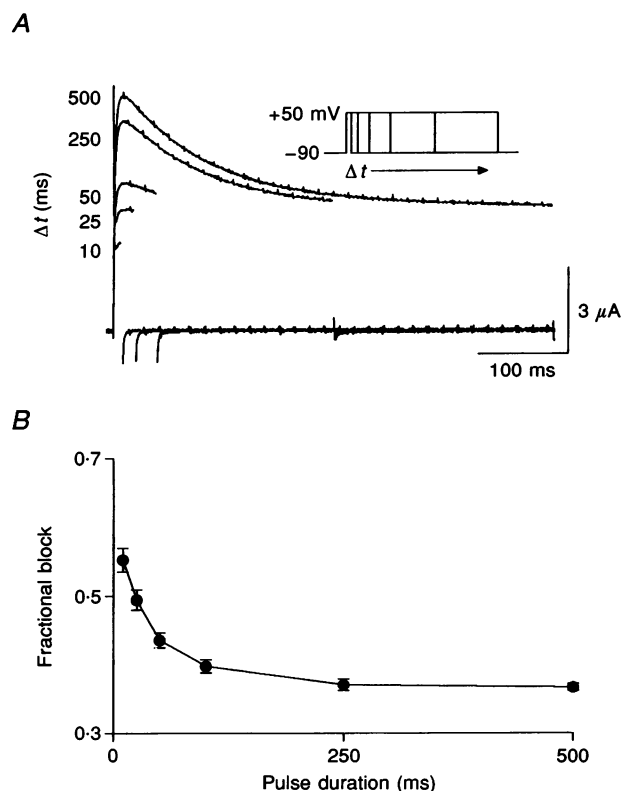 A
500
250
50
25
10
Δt (ms)
+50 mV
−90
Δt
3 μA
100 ms
B
0·7
0·5
0·3
Fractional block
0
250
500
Pulse duration (ms)